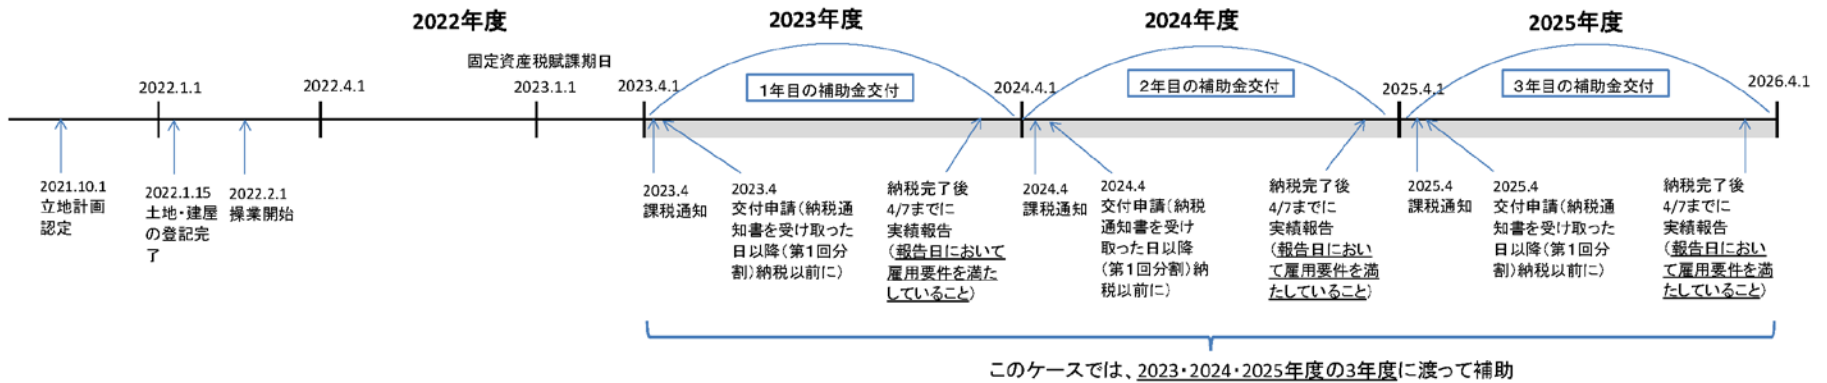 2022年度
2023年度
2024年度
2025年度
固定資産税賦課期日
2022.1.1
2022.4.1
2023.1.1
2023.4.1
1年目の補助金交付
2024.4.1
2年目の補助金交付
2025.4.1
3年目の補助金交付
2026.4.1
2021.10.1
立地計画
認定
2022.1.15
土地・建屋
の登記完
了
2022.2.1
操業開始
2023.4
課税通知
2023.4
交付申請(納税通
知書を受け取った
日以降(第1回分
割)納税以前に)
納税完了後
4/7までに
実績報告
(報告日において
雇用要件を満た
していること)
2024.4
課税通知
2024.4
交付申請(納税
通知書を受け
取った日以降
(第1回分割)納
税以前に)
納税完了後
4/7までに
実績報告
(報告日におい
て雇用要件を満
たしていること)
2025.4
課税通知
2025.4
交付申請(納税通
知書を受け取った
日以降(第1回分
割)納税以前に)
納税完了後
4/7までに
実績報告
(報告日におい
て雇用要件を満
たしていること)
このケースでは、2023・2024・2025年度の3年度に渡って補助